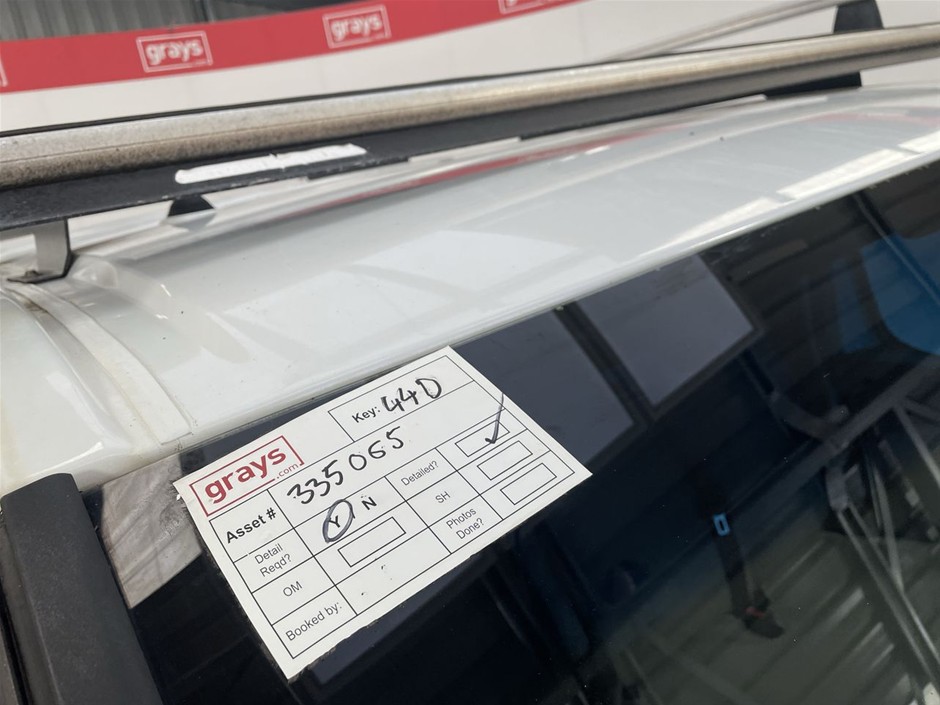 grays
grays
grays
grays.com
Key: 44D
Asset # 335065
Detail Reqd? Y N
Detailed? ✓
OM
SH
Booked by:
Photos Done?